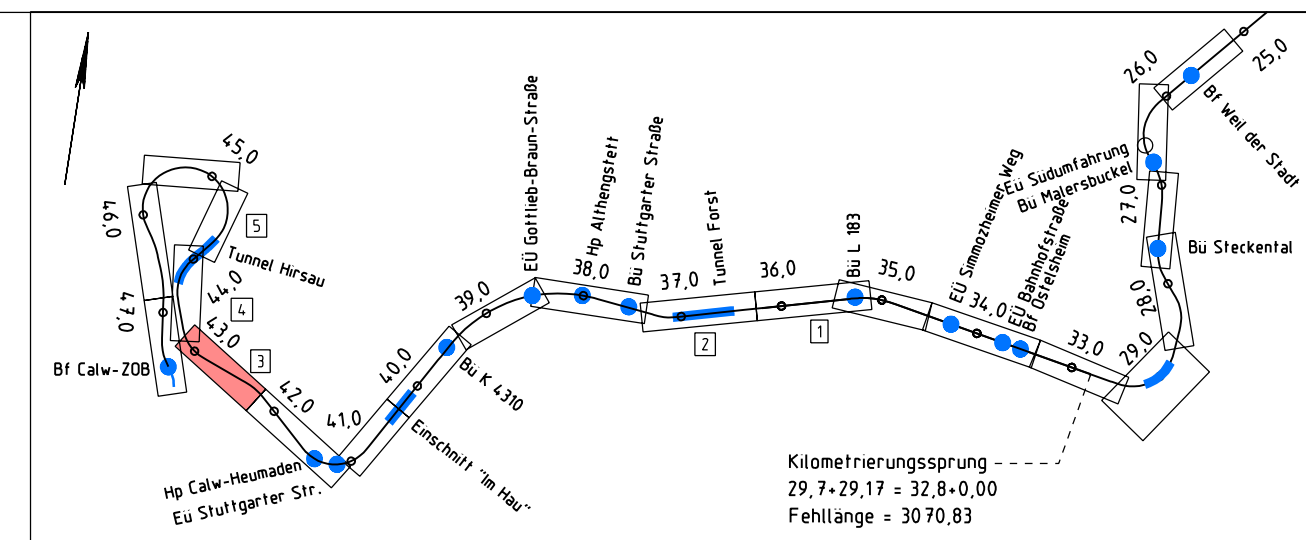 45,0
46,0
47,0
5
Tunnel Hirsau
44,0
4
43,0
3
Bf Calw-ZOB
42,0
41,0
Hp Calw-Heumaden
Eü Stuttgarter Str.
40,0
Einschnitt "Im Hau"
Bü K 4310
39,0
Eü Gottlieb-Braun-Straße
38,0
Hp Althengstett
Bü Stuttgarter Straße
37,0
Tunnel Forst
2
36,0
1
Bü L 183
35,0
Eü Simmozheimer Weg
34,0
Eü Bahnhofstraße
Bf Ostelsheim
33,0
Kilometrierungssprung
29,7+29,17 = 32,8+0,00
Fehllänge = 3070,83
29,0
28,0
Bü Steckental
27,0
Eü Südumfahrung
Bü Malersbuckel
26,0
Bf Weil der Stadt
25,0